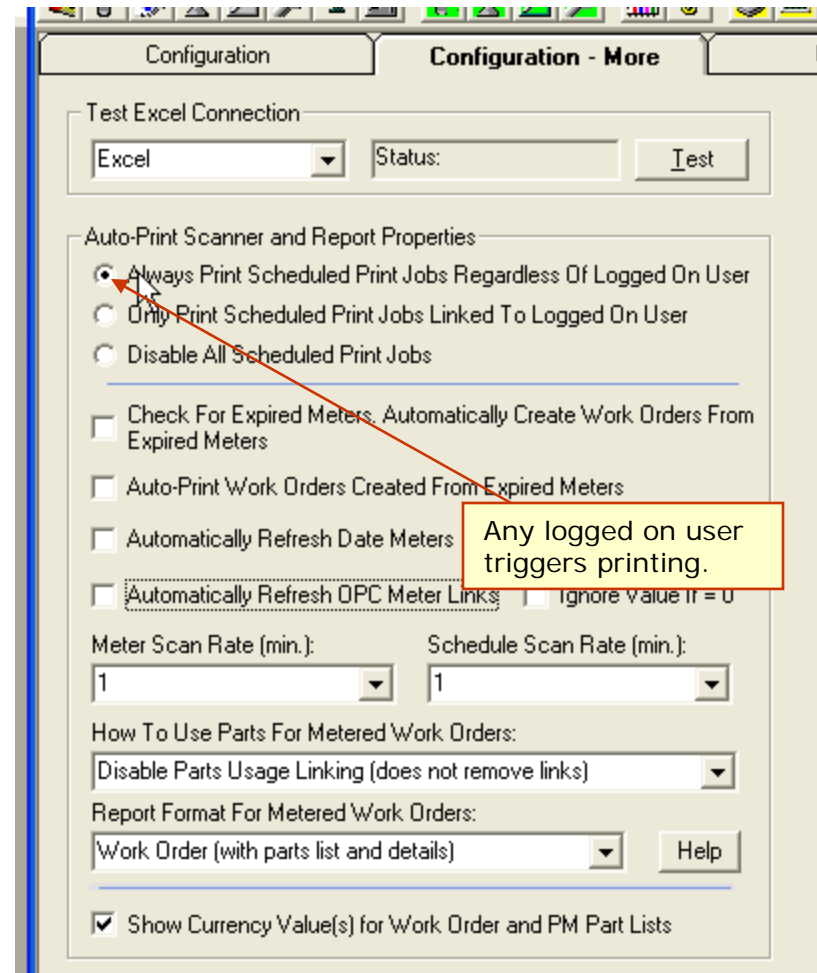 Configuration
Configuration - More
Test Excel Connection
Excel
Status:
Test
Auto-Print Scanner and Report Properties
Always Print Scheduled Print Jobs Regardless Of Logged On User
Only Print Scheduled Print Jobs Linked To Logged On User
Disable All Scheduled Print Jobs
Check For Expired Meters. Automatically Create Work Orders From
Expired Meters
Auto-Print Work Orders Created From Expired Meters
Automatically Refresh Date Meters
Any logged on user
triggers printing.
Automatically Refresh OPC Meter Links
Ignore Value If = 0
Meter Scan Rate (min.):
Schedule Scan Rate (min.):
1
1
How To Use Parts For Metered Work Orders:
Disable Parts Usage Linking (does not remove links)
Report Format For Metered Work Orders:
Work Order (with parts list and details)
Help
Show Currency Value(s) for Work Order and PM Part Lists